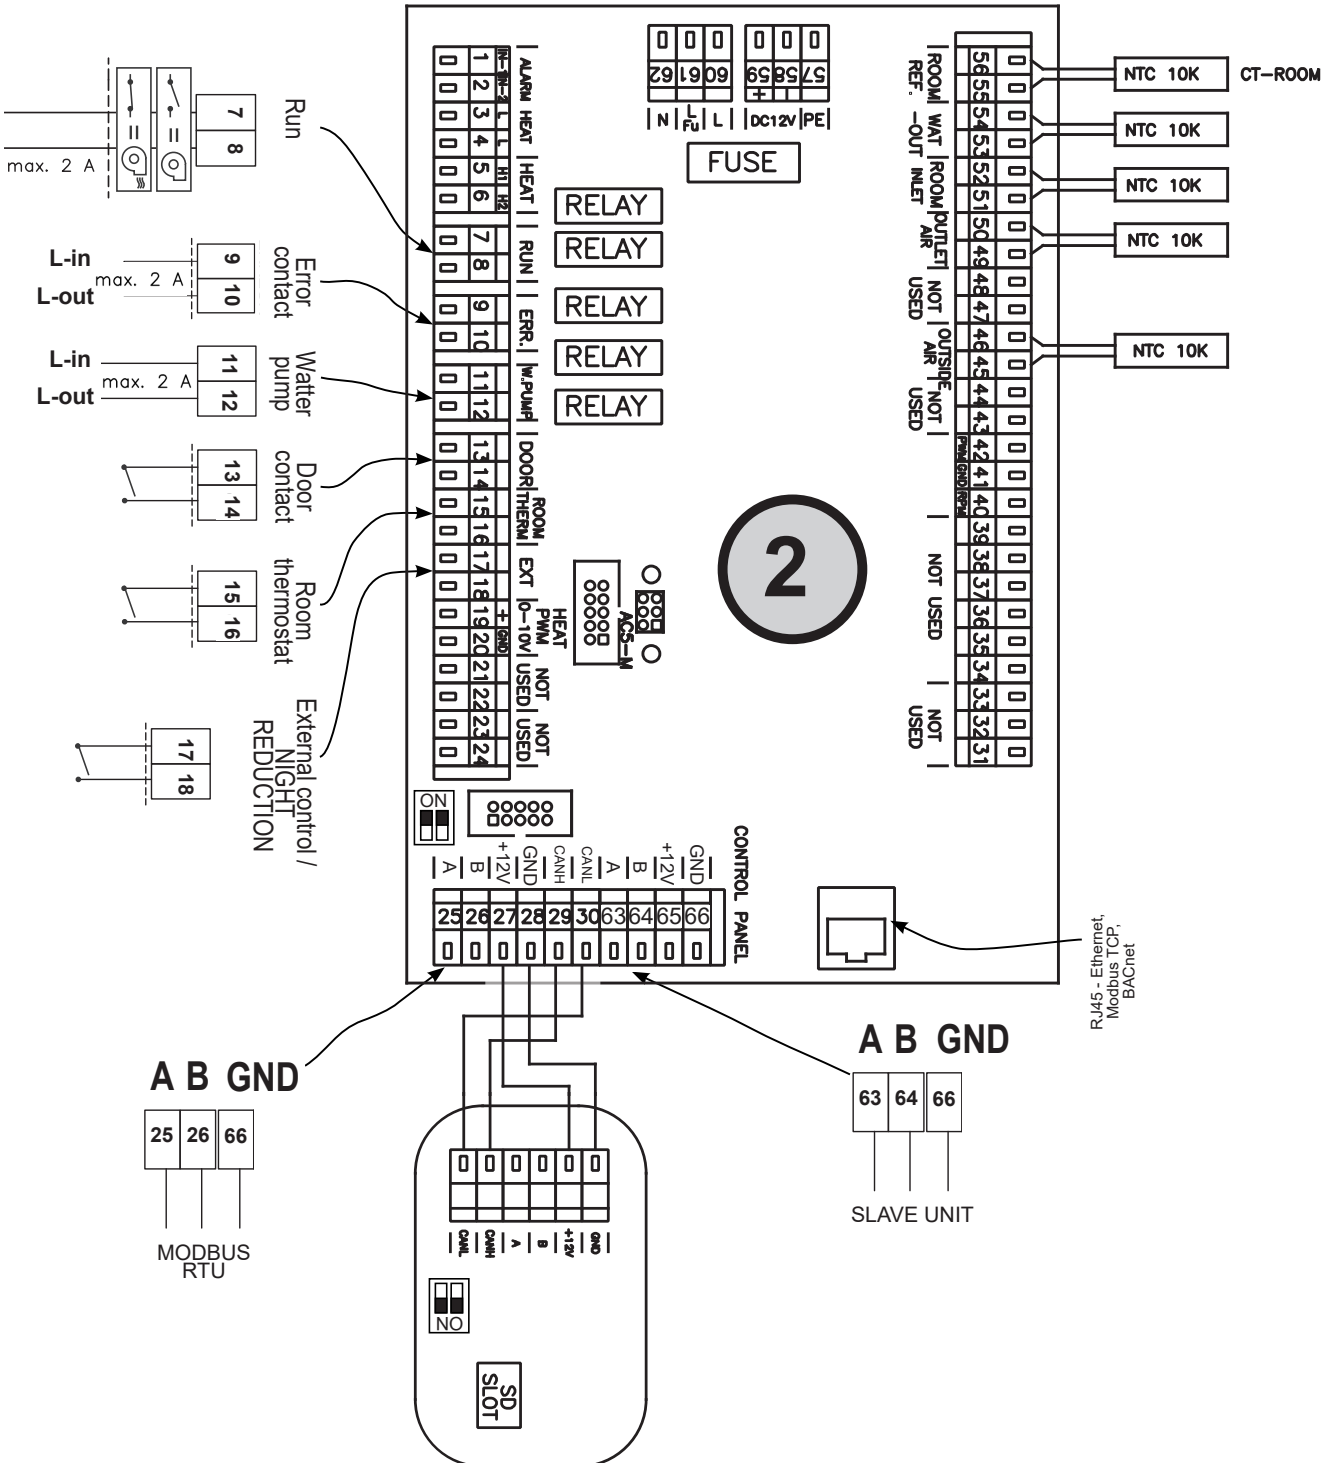 62 61 60 59 58 57
+ -
N L FU L DC12V PE
FUSE
RELAY
RELAY
RELAY
RELAY
RELAY
1 IN-1
2 IN-2
3 L
4 L
5 H1
6 H2
7
8
9
10
11
12
13
14
15
16
17
18
19 +
20 GND
21
22
23
24
ALARM
HEAT
HEAT
RUN
ERR.
W.PUMP
DOOR
ROOM
THERM
EXT
0-10V
PWM
HEAT
NOT
USED
NOT
USED
AC5-M
2
56
55
54
53
52
51
50
49
48
47
46
45
44
43
42
41
40
39
38
37
36
35
34
33
32
31
ROOM
REF.
WAT
-OUT
ROOM
INLET
OUTLET
AIR
NOT
USED
OUTSIDE
AIR
NOT
USED
PWM GND RPM
NOT USED
NOT
USED
NTC 10K CT-ROOM
NTC 10K
NTC 10K
NTC 10K
NTC 10K
Run
7
8
max. 2 A
Error
contact
L-in
L-out
max. 2 A
9
10
Watter
pump
L-in
L-out
max. 2 A
11
12
Door
contact
13
14
Room
thermostat
15
16
External control /
NIGHT
REDUCTION
17
18
ON
A B +12V GND CANH CANL A B +12V GND
25 26 27 28 29 30 63 64 65 66
CONTROL PANEL
RJ45 - Ethernet,
Modbus TCP,
BACnet
A B GND
25 26 66
MODBUS
RTU
A B GND
63 64 66
SLAVE UNIT
CANL CANH A B +12V GND
ON
SD
SLOT